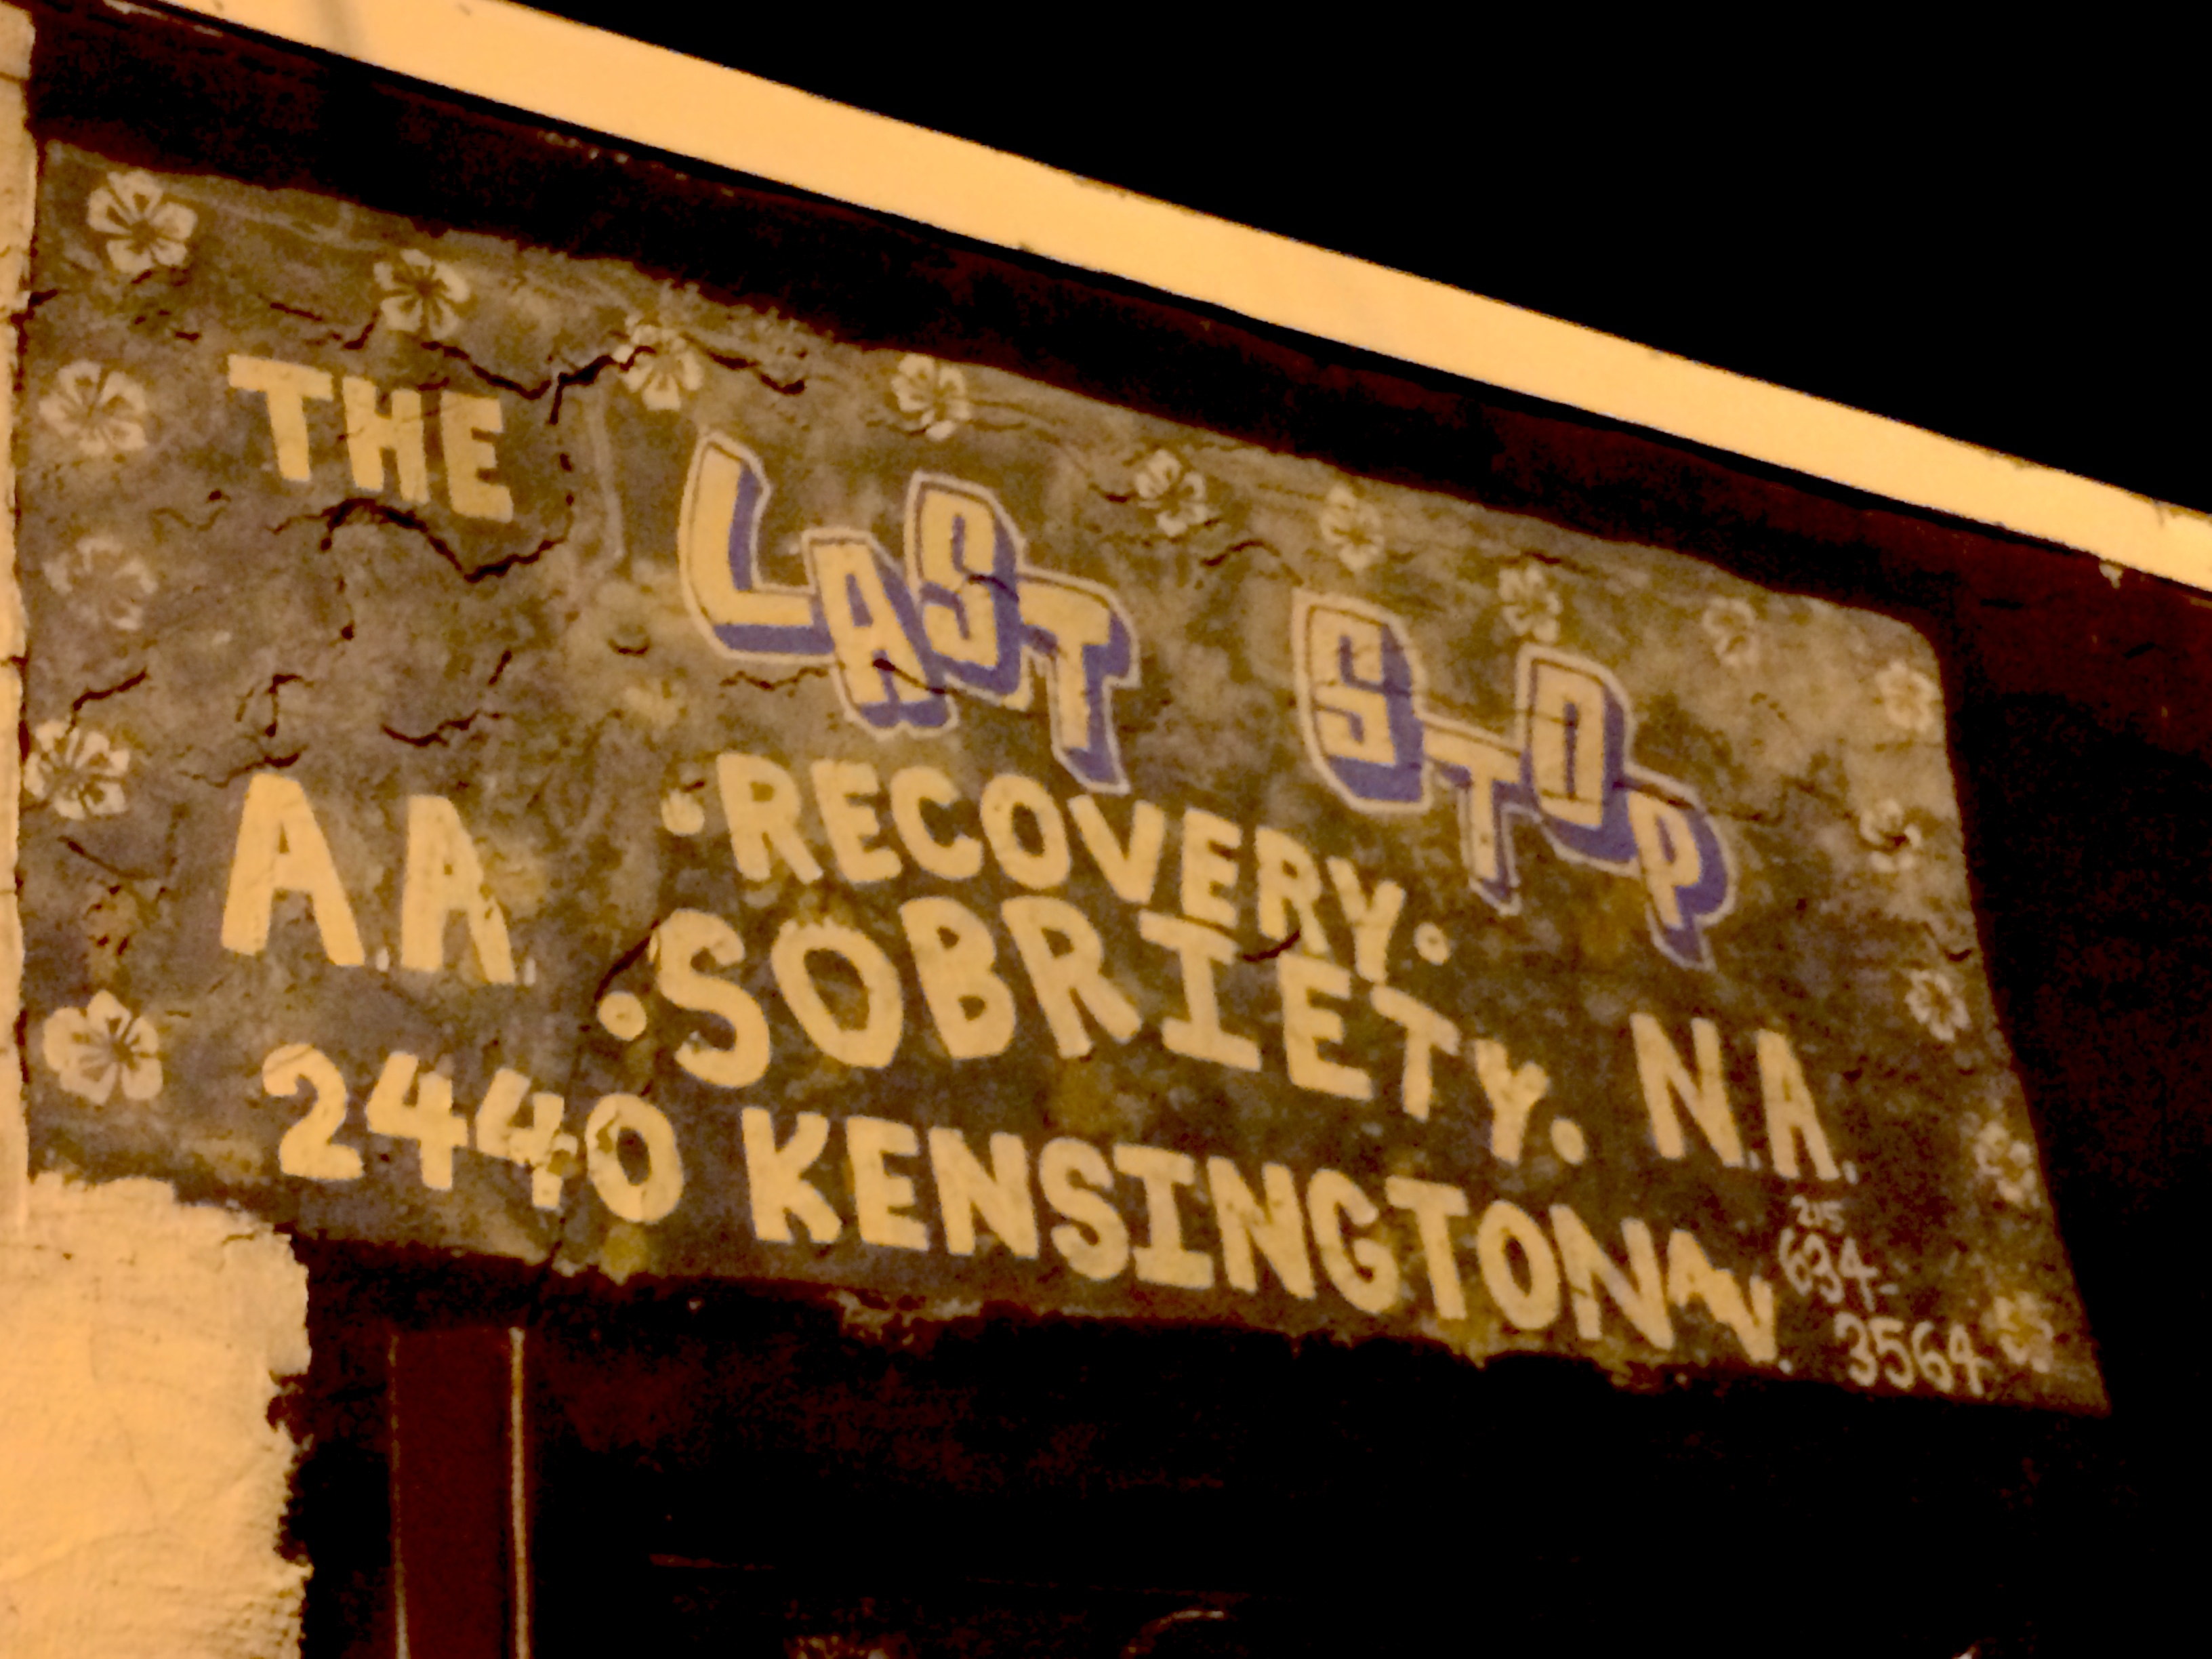 THE LAST STOP
A.A. • RECOVERY •
• SOBRIETY • N.A.
2440 KENSINGTON AV.
215
634-
3564